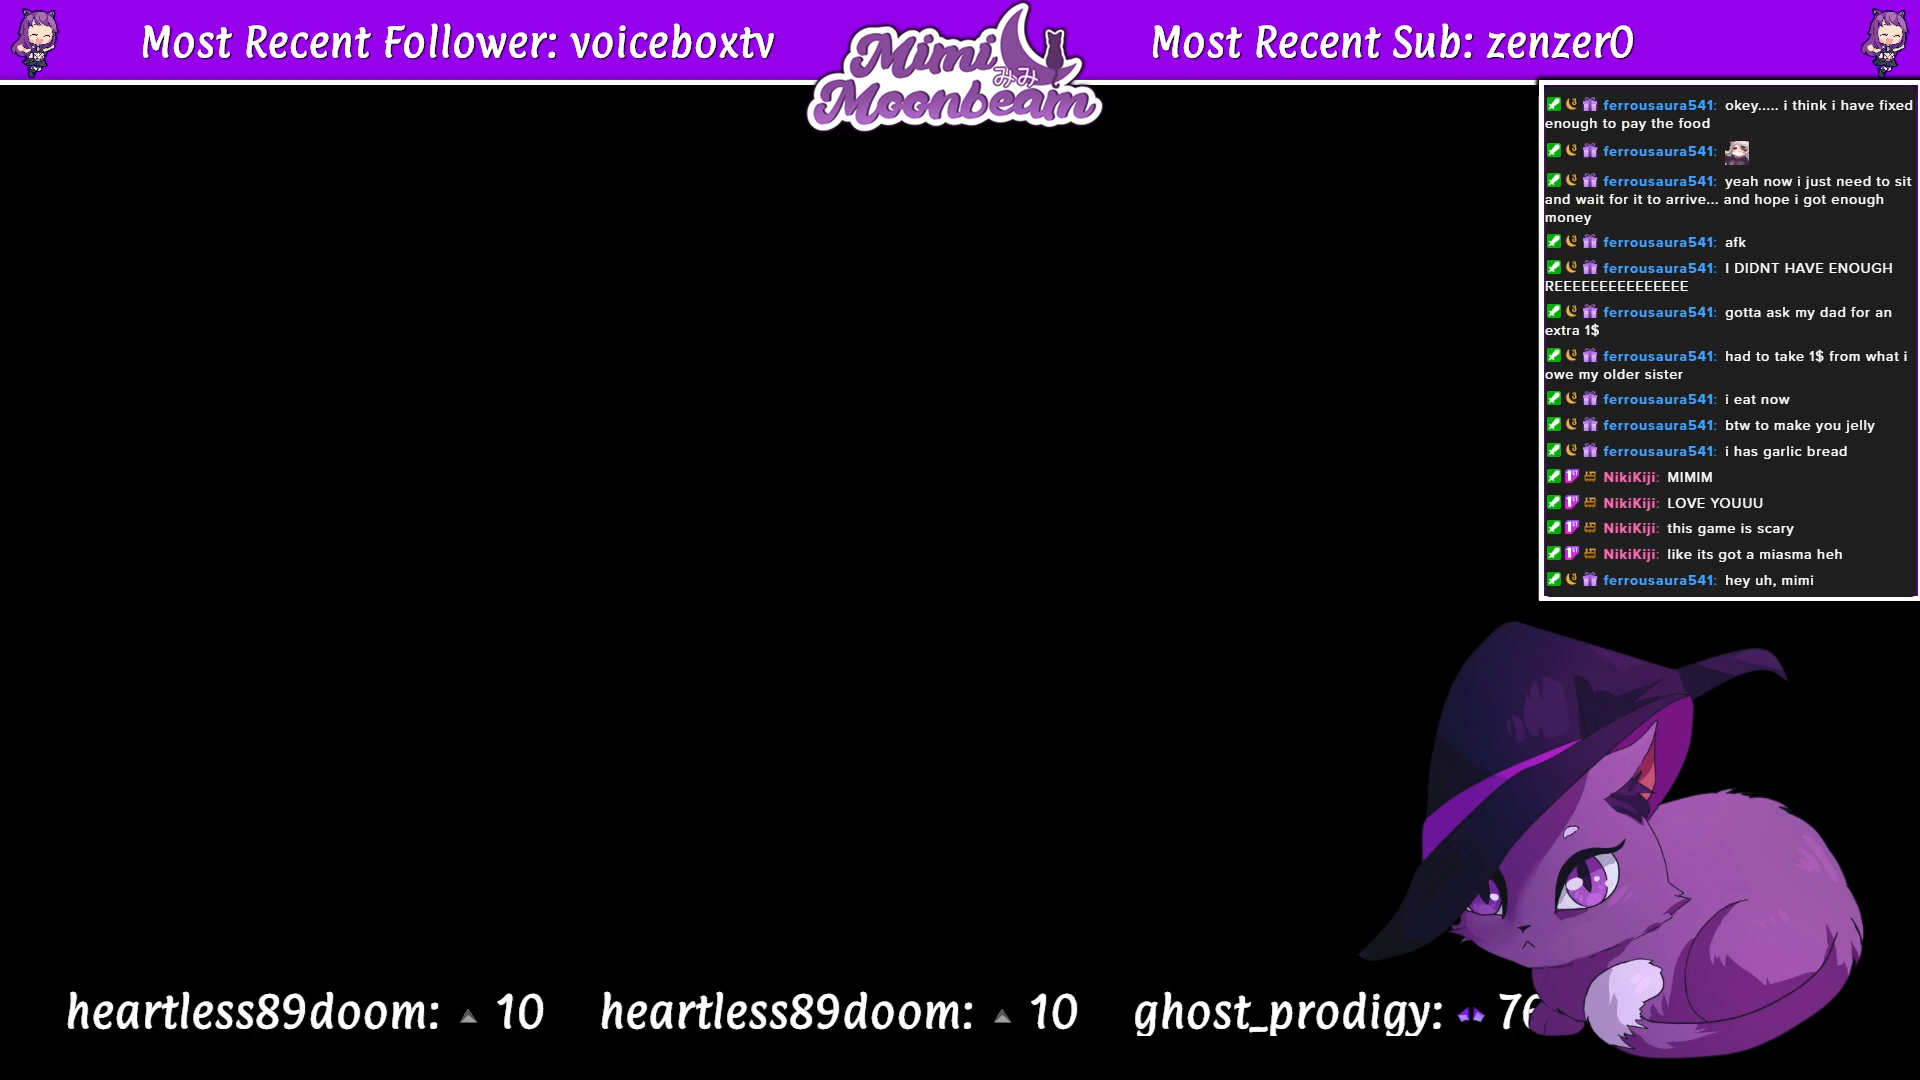 Most Recent Follower: voiceboxtv
Mimi
みみ
Moonbeam
Most Recent Sub: zenzer0
ferrousaura541: okey..... i think i have fixed
enough to pay the food
ferrousaura541:
ferrousaura541: yeah now i just need to sit
and wait for it to arrive... and hope i got enough
money
ferrousaura541: afk
ferrousaura541: I DIDNT HAVE ENOUGH
REEEEEEEEEEEEEEE
ferrousaura541: gotta ask my dad for an
extra 1$
ferrousaura541: had to take 1$ from what i
owe my older sister
ferrousaura541: i eat now
ferrousaura541: btw to make you jelly
ferrousaura541: i has garlic bread
NikiKiji: MIMIM
NikiKiji: LOVE YOUUU
NikiKiji: this game is scary
NikiKiji: like its got a miasma heh
ferrousaura541: hey uh, mimi
heartless89doom: 10 heartless89doom: 10 ghost_prodigy: